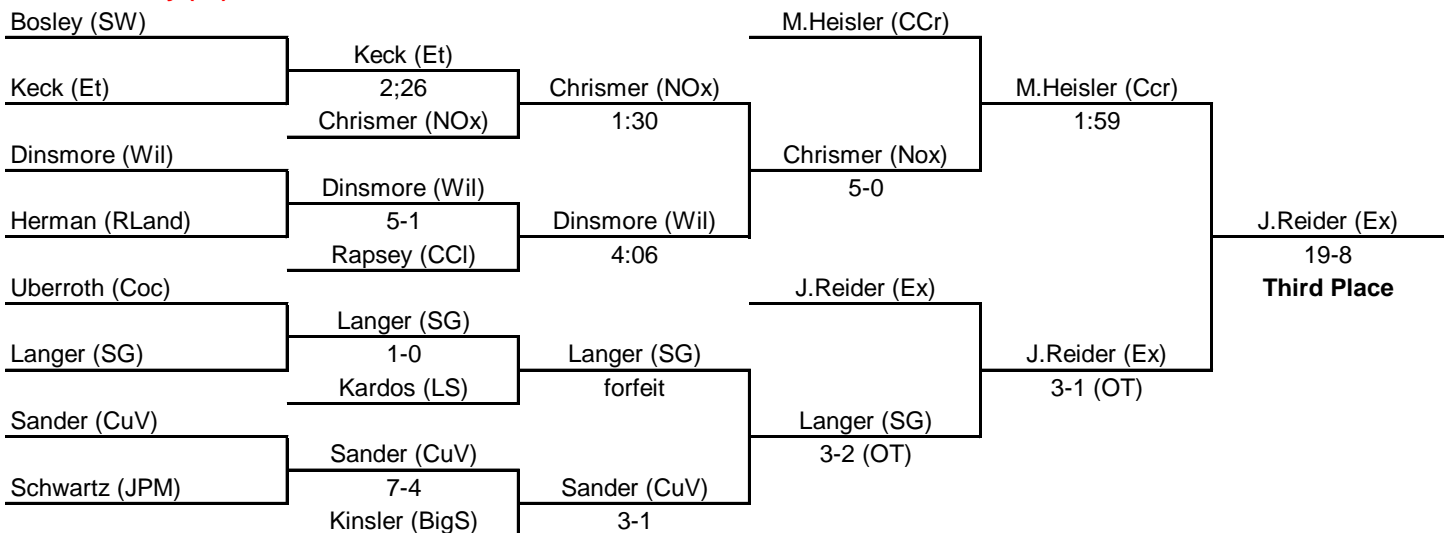 Bosley (SW)
M.Heisler (CCr)
Keck (Et)
Keck (Et)
2;26
Chrismer (NOx)
M.Heisler (Ccr)
Chrismer (NOx)
1:30
1:59
Dinsmore (Wil)
Chrismer (Nox)
Dinsmore (Wil)
5-0
Herman (RLand)
5-1
Dinsmore (Wil)
J.Reider (Ex)
Rapsey (CCl)
4:06
19-8
Uberroth (Coc)
J.Reider (Ex)
Third Place
Langer (SG)
Langer (SG)
1-0
Langer (SG)
J.Reider (Ex)
Kardos (LS)
forfeit
3-1 (OT)
Sander (CuV)
Langer (SG)
Sander (CuV)
3-2 (OT)
Schwartz (JPM)
7-4
Sander (CuV)
Kinsler (BigS)
3-1